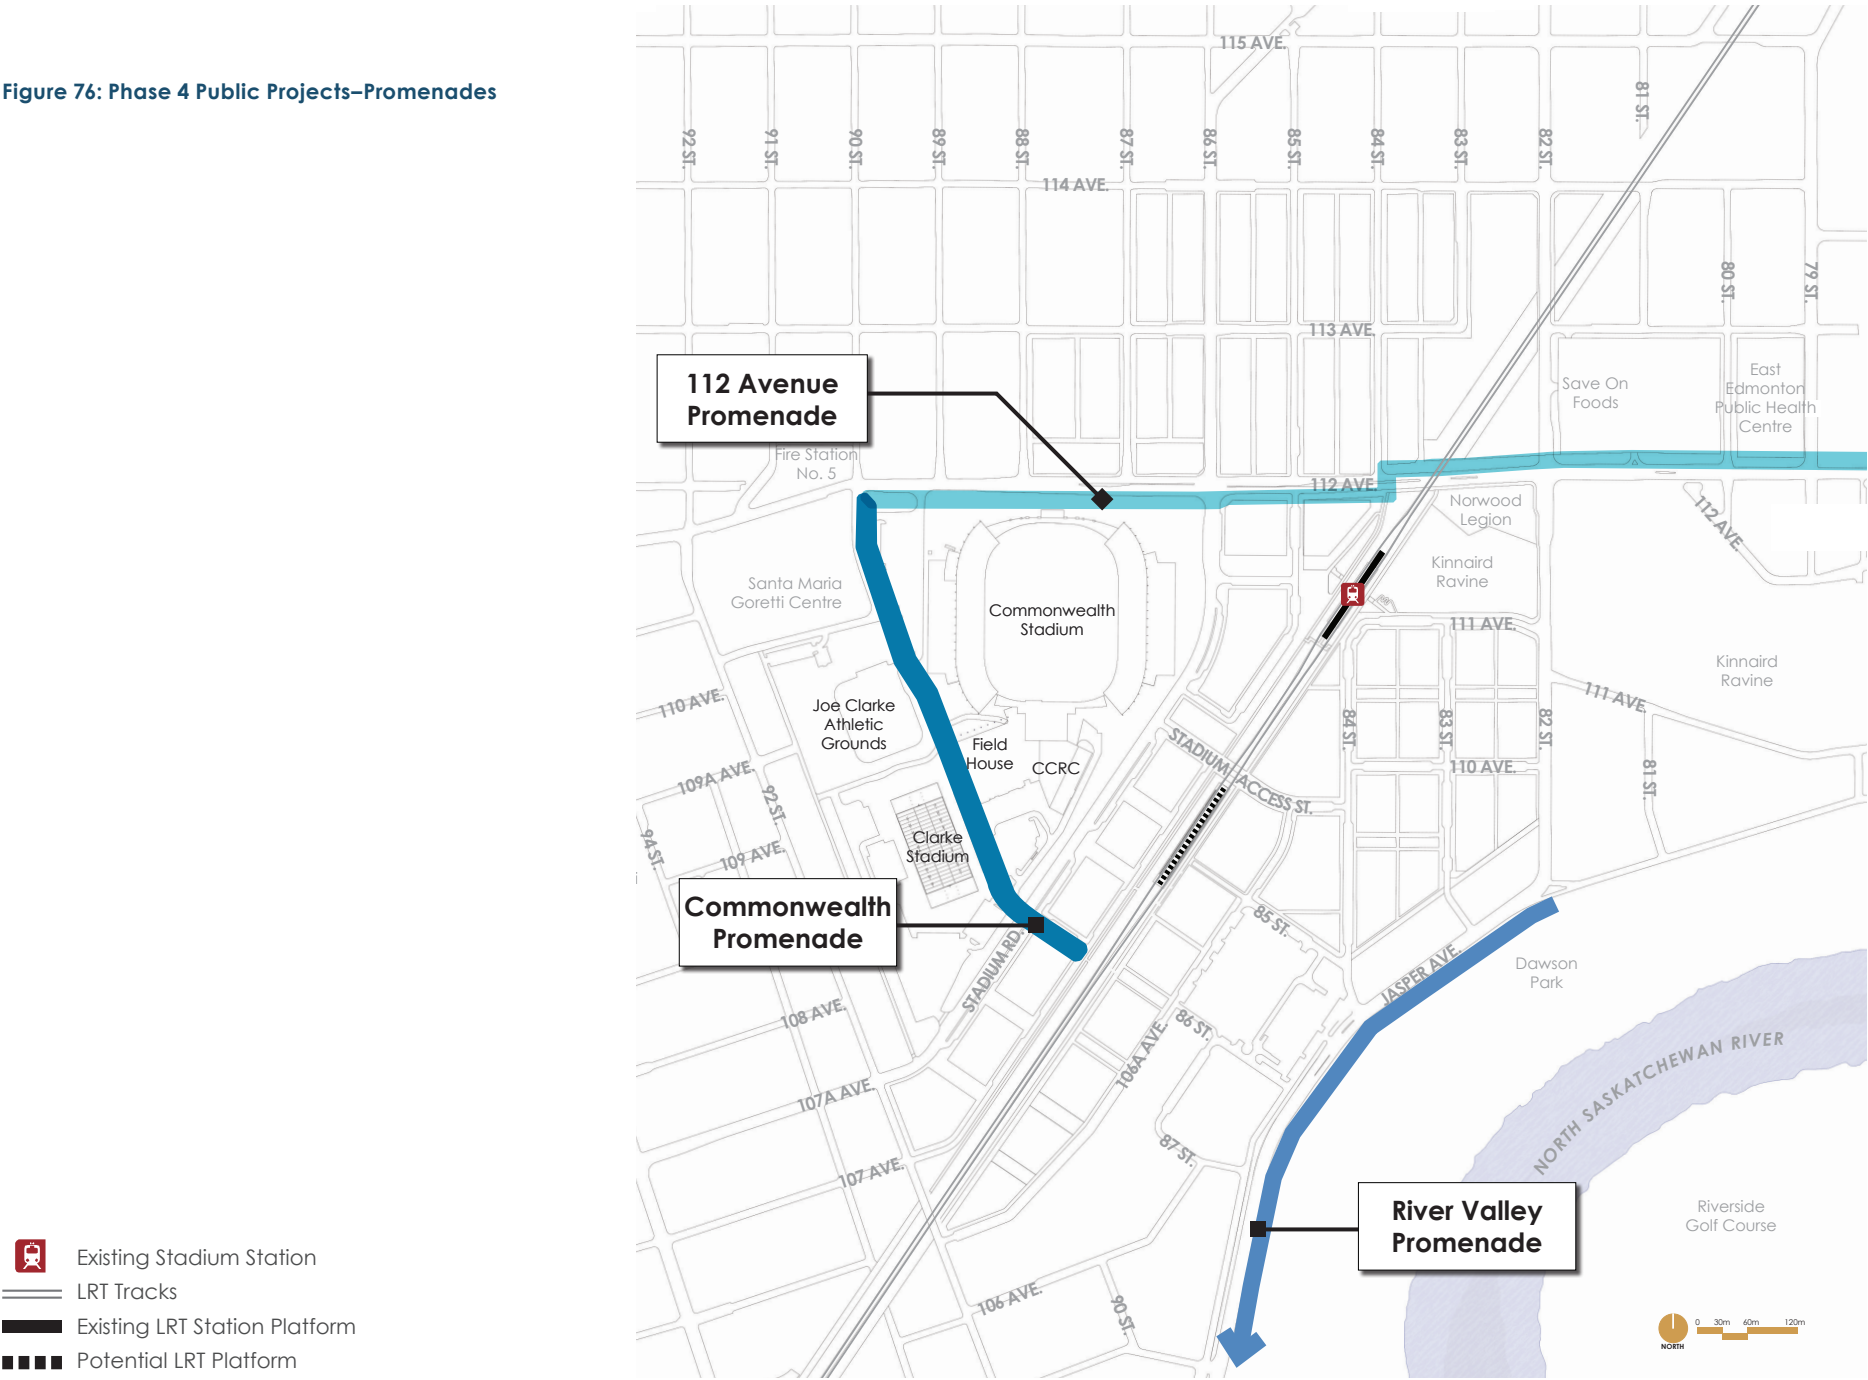 Figure 76: Phase 4 Public Projects–Promenades
115 AVE.
81 ST.
92 ST.
91 ST.
90 ST.
89 ST.
88 ST.
87 ST.
86 ST.
85 ST.
84 ST.
83 ST.
82 ST.
114 AVE.
80 ST.
79 ST.
113 AVE.
112 Avenue
Promenade
Save On
Foods
East
Edmonton
Public Health
Centre
Fire Station
No. 5
112 AVE.
Norwood
Legion
112 AVE.
Kinnaird
Ravine
Santa Maria
Goretti Centre
Commonwealth
Stadium
111 AVE.
Kinnaird
Ravine
111 AVE.
110 AVE.
Joe Clarke
Athletic
Grounds
84 ST.
83 ST.
82 ST.
Field
House
CCRC
STADIUM ACCESS ST.
110 AVE.
81 ST.
109A AVE.
92 ST.
94 ST.
109 AVE.
Clarke
Stadium
Commonwealth
Promenade
85 ST.
STADIUM RD.
JASPER AVE.
Dawson
Park
108 AVE.
86 ST.
106A AVE.
NORTH SASKATCHEWAN RIVER
107A AVE.
87 ST.
107 AVE.
River Valley
Promenade
Riverside
Golf Course
106 AVE.
90 ST.
Existing Stadium Station
LRT Tracks
Existing LRT Station Platform
Potential LRT Platform
0 30m 60m 120m
NORTH